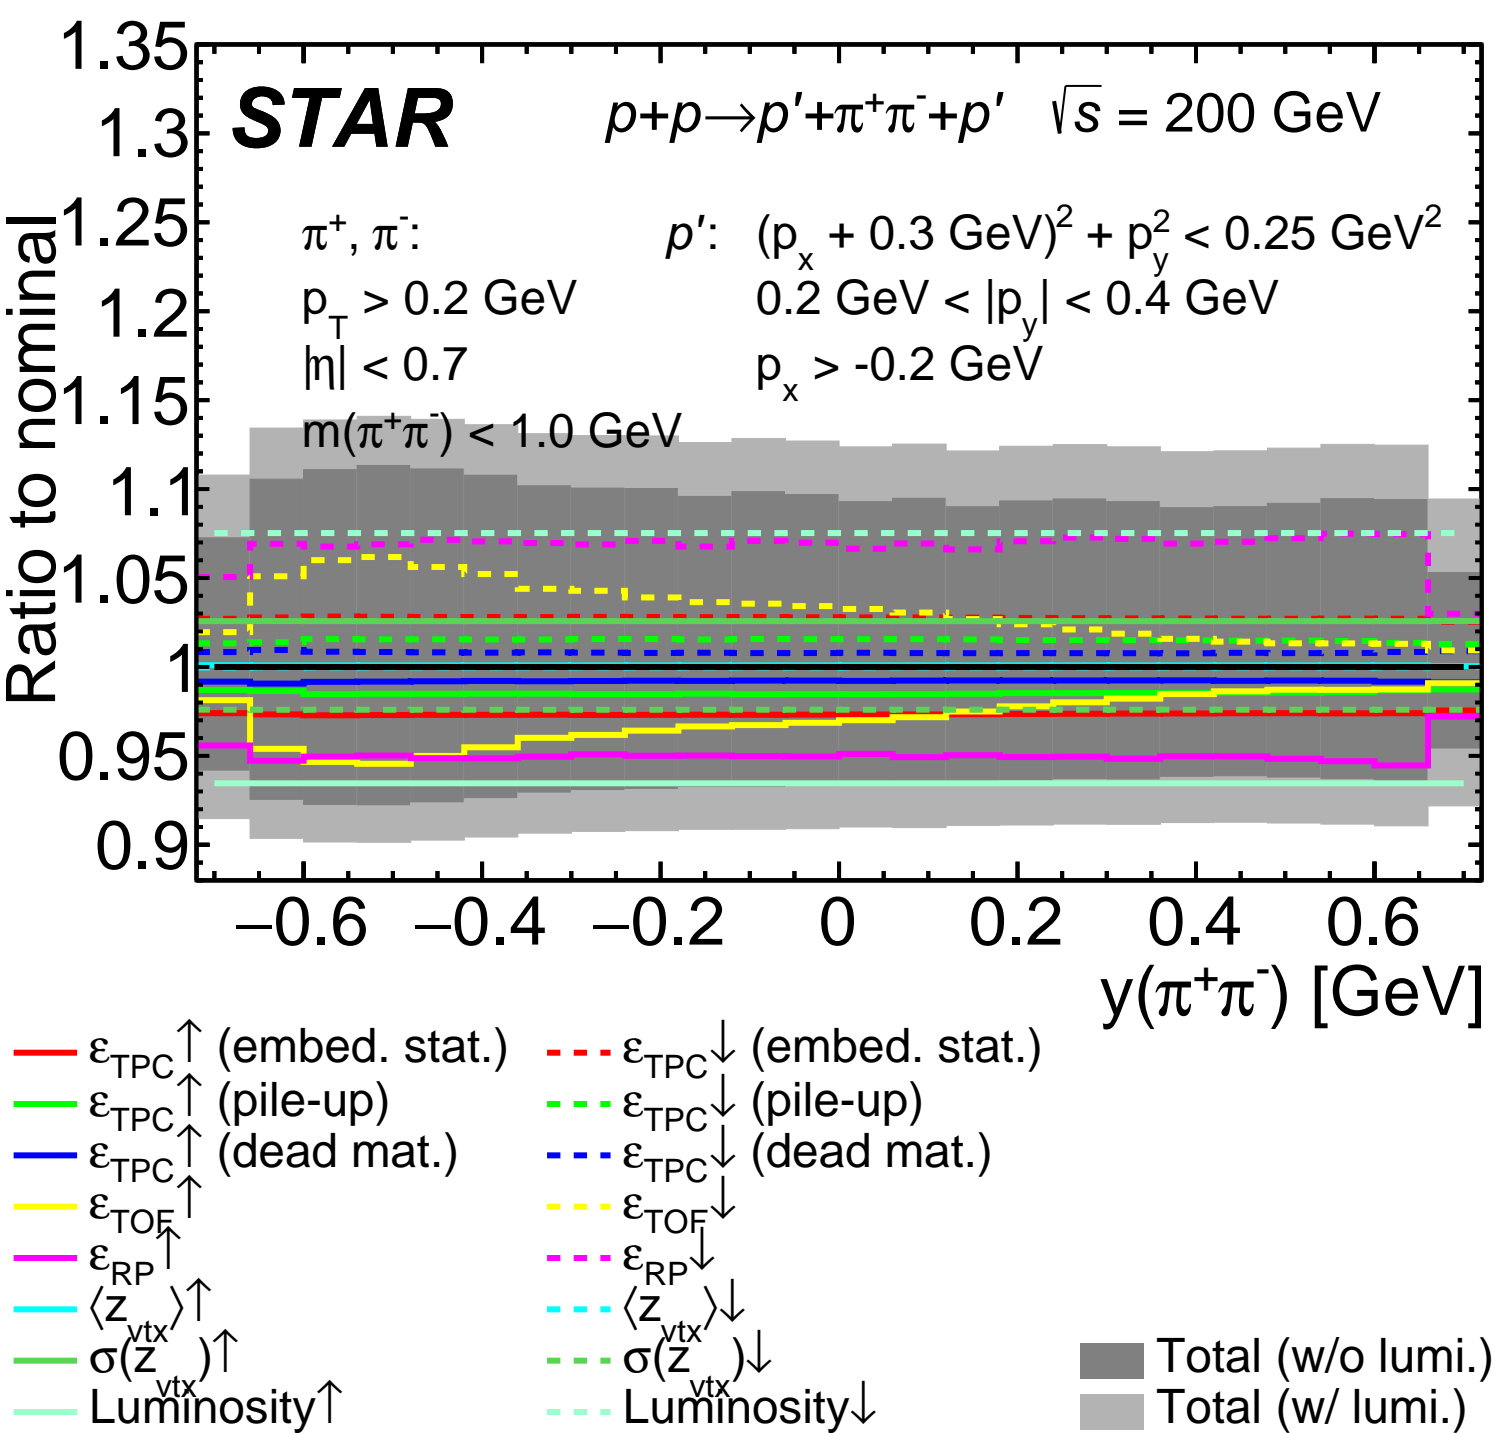 STAR p+p→p′+π⁺π⁻+p′ √s = 200 GeV
π⁺, π⁻: p′: (pₓ + 0.3 GeV)² + p_y² < 0.25 GeV²
p_T > 0.2 GeV 0.2 GeV < |p_y| < 0.4 GeV
|η| < 0.7 pₓ > -0.2 GeV
m(π⁺π⁻) < 1.0 GeV
Ratio to nominal
1.35
1.3
1.25
1.2
1.15
1.1
1.05
1
0.95
0.9
−0.6 −0.4 −0.2 0 0.2 0.4 0.6
y(π⁺π⁻) [GeV]
ε_TPC↑ (embed. stat.) ε_TPC↓ (embed. stat.)
ε_TPC↑ (pile-up) ε_TPC↓ (pile-up)
ε_TPC↑ (dead mat.) ε_TPC↓ (dead mat.)
ε_TOF↑ ε_TOF↓
ε_RP↑ ε_RP↓
⟨z_vtx⟩↑ ⟨z_vtx⟩↓
σ(z_vtx)↑ σ(z_vtx)↓ Total (w/o lumi.)
Luminosity↑ Luminosity↓ Total (w/ lumi.)